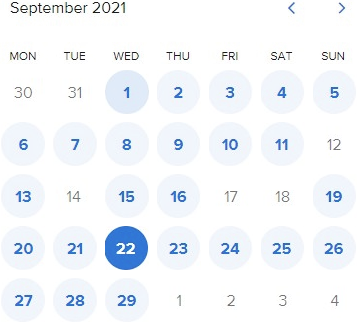 September 2021
MON TUE WED THU FRI SAT SUN
30 31 1 2 3 4 5
6 7 8 9 10 11 12
13 14 15 16 17 18 19
20 21 22 23 24 25 26
27 28 29 1 2 3 4